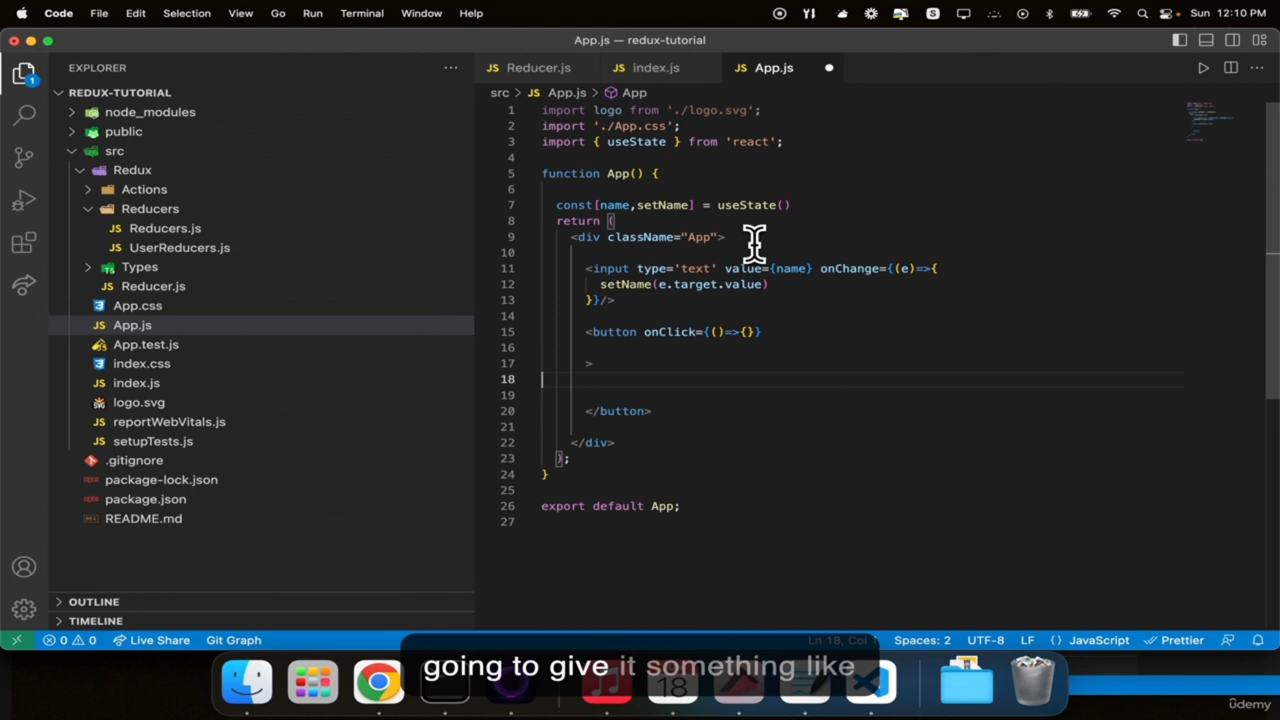 Code File Edit Selection View Go Run Terminal Window Help Sun 12:10 PM
App.js — redux-tutorial
EXPLORER
Reducer.js index.js App.js
REDUX-TUTORIAL
src > App.js > App
node_modules
public
src
Redux
Actions
Reducers
Reducers.js
UserReducers.js
Types
Reducer.js
App.css
App.js
App.test.js
index.css
index.js
logo.svg
reportWebVitals.js
setupTests.js
.gitignore
package-lock.json
package.json
README.md
OUTLINE
TIMELINE
1 import logo from './logo.svg';
2 import './App.css';
3 import { useState } from 'react';
4
5 function App() {
6
7 const[name,setName] = useState()
8 return (
9 <div className="App">
10
11 <input type='text' value={name} onChange={(e)=>{
12 setName(e.target.value)
13 }}/>
14
15 <button onClick={()=>{}}
16
17 >
18
19
20 </button>
21
22 </div>
23 );
24 }
25
26 export default App;
27
0 0 Live Share Git Graph Ln 18, Col Spaces: 2 UTF-8 LF {} JavaScript Prettier
going to give it something like
18
udemy